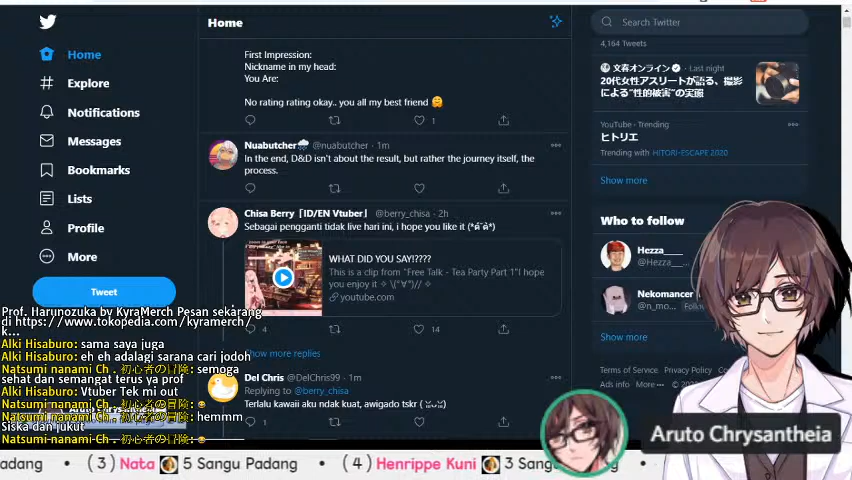 Home
Explore
Notifications
Messages
Bookmarks
Lists
Profile
More
Tweet
Home
First Impression:
Nickname in my head:
You Are:
No rating rating okay.. you all my best friend 🤗
1
Nuabutcher🌧 @nuabutcher · 1m
In the end, D&D isn't about the result, but rather the journey itself, the
process.
Chisa Berry「ID/EN Vtuber」 @berry_chisa · 2h
Sebagai pengganti tidak live hari ini, i hope you like it
WHAT DID YOU SAY!????
This is a clip from "Free Talk - Tea Party Part 1"I hope
you enjoy it ✧ \(°∀°)// ✧
youtube.com
4
14
Show more replies
Del Chris @DelChris99 · 1m
Replying to @berry_chisa
Terlalu kawaii aku ndak kuat, awigado tskr
1
Search Twitter
4,164 Tweets
文春オンライン · Last night
20代女性アスリートが語る、撮影
による"性的被害"の実態
YouTube · Trending
ヒトリエ
Trending with HITORI-ESCAPE 2020
Show more
Who to follow
Hezza__
@Hezza__
Nekomancer
@n_mo...
Show more
Terms of Service Privacy Policy
Ads info More ···
Prof. Harunozuka by KyraMerch Pesan sekarang
di https://www.tokopedia.com/kyramerch/
k...
Alki Hisaburo: sama saya juga
Alki Hisaburo: eh eh adalagi sarana cari jodoh
Natsumi nanami Ch . 初心者の冒険: semoga
sehat dan semangat terus ya prof
Alki Hisaburo: Vtuber Tek mi out
Natsumi nanami Ch . 初心者の冒険: 😂
Natsumi nanami Ch . 初心者の冒険: hemmm
Siska dan jukut
Natsumi nanami Ch . 初心者の冒険: 😂
Aruto Chrysantheia
adang • (3) Nata 5 Sangu Padang • (4) Henrippe Kuni 3 Sangu